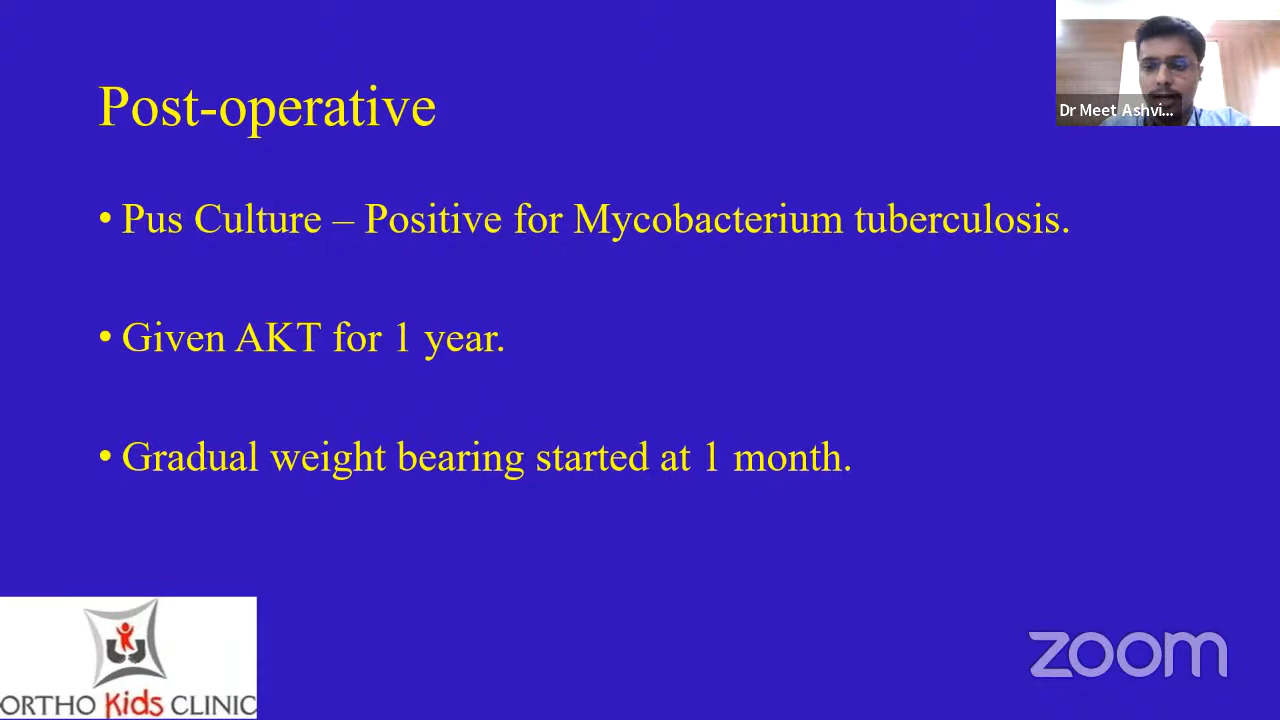 Dr Meet Ashvi...
Post-operative
• Pus Culture – Positive for Mycobacterium tuberculosis.
• Given AKT for 1 year.
• Gradual weight bearing started at 1 month.
ORTHO Kids CLINIC
zoom